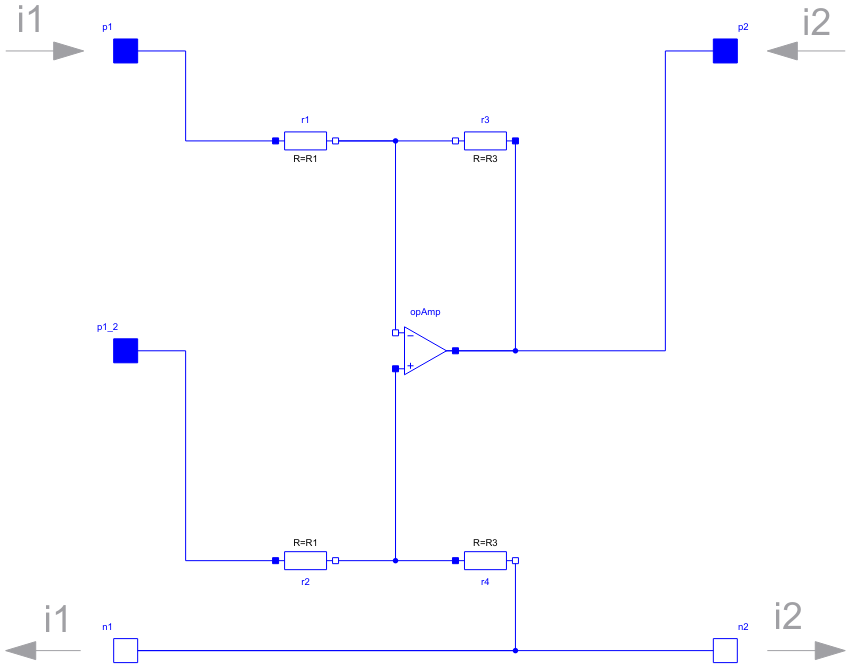 i1
i2
p1
p2
r1
r3
R=R1
R=R3
opAmp
−
+
p1_2
R=R1
R=R3
r2
r4
i1
i2
n1
n2